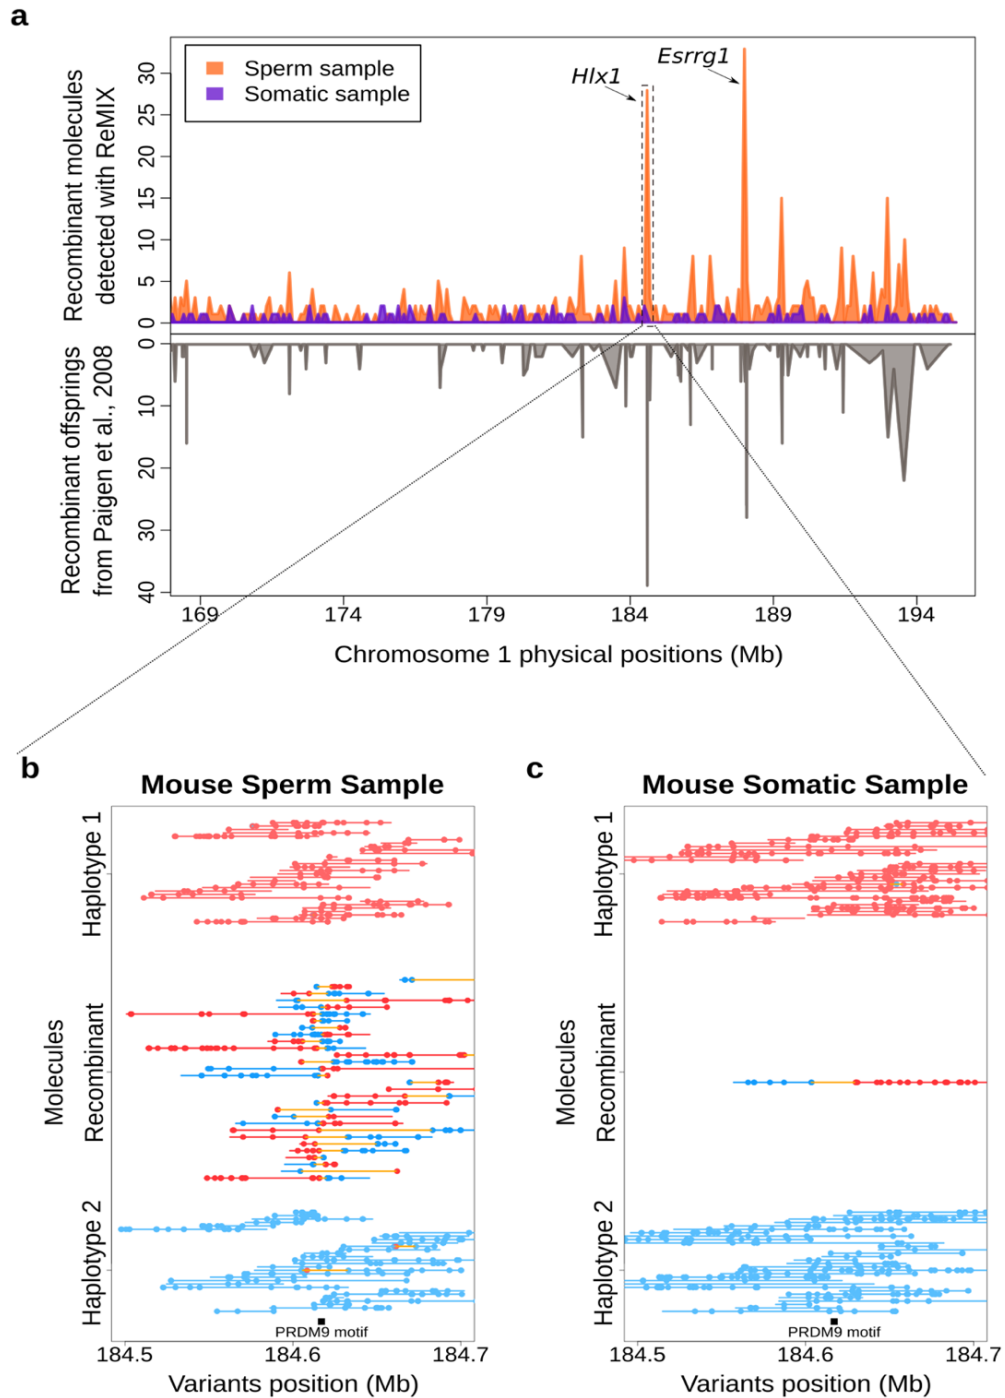 a
Recombinant molecules
detected with ReMIX
30
25
20
15
10
5
0
Sperm sample
Somatic sample
Hlx1
Esrrg1
Recombinant offsprings
from Paigen et al., 2008
0
10
20
30
40
169 174 179 184 189 194
Chromosome 1 physical positions (Mb)
b
Mouse Sperm Sample
Molecules
Haplotype 1
Recombinant
Haplotype 2
PRDM9 motif
184.5 184.6 184.7
Variants position (Mb)
c
Mouse Somatic Sample
Molecules
Haplotype 1
Recombinant
Haplotype 2
PRDM9 motif
184.5 184.6 184.7
Variants position (Mb)